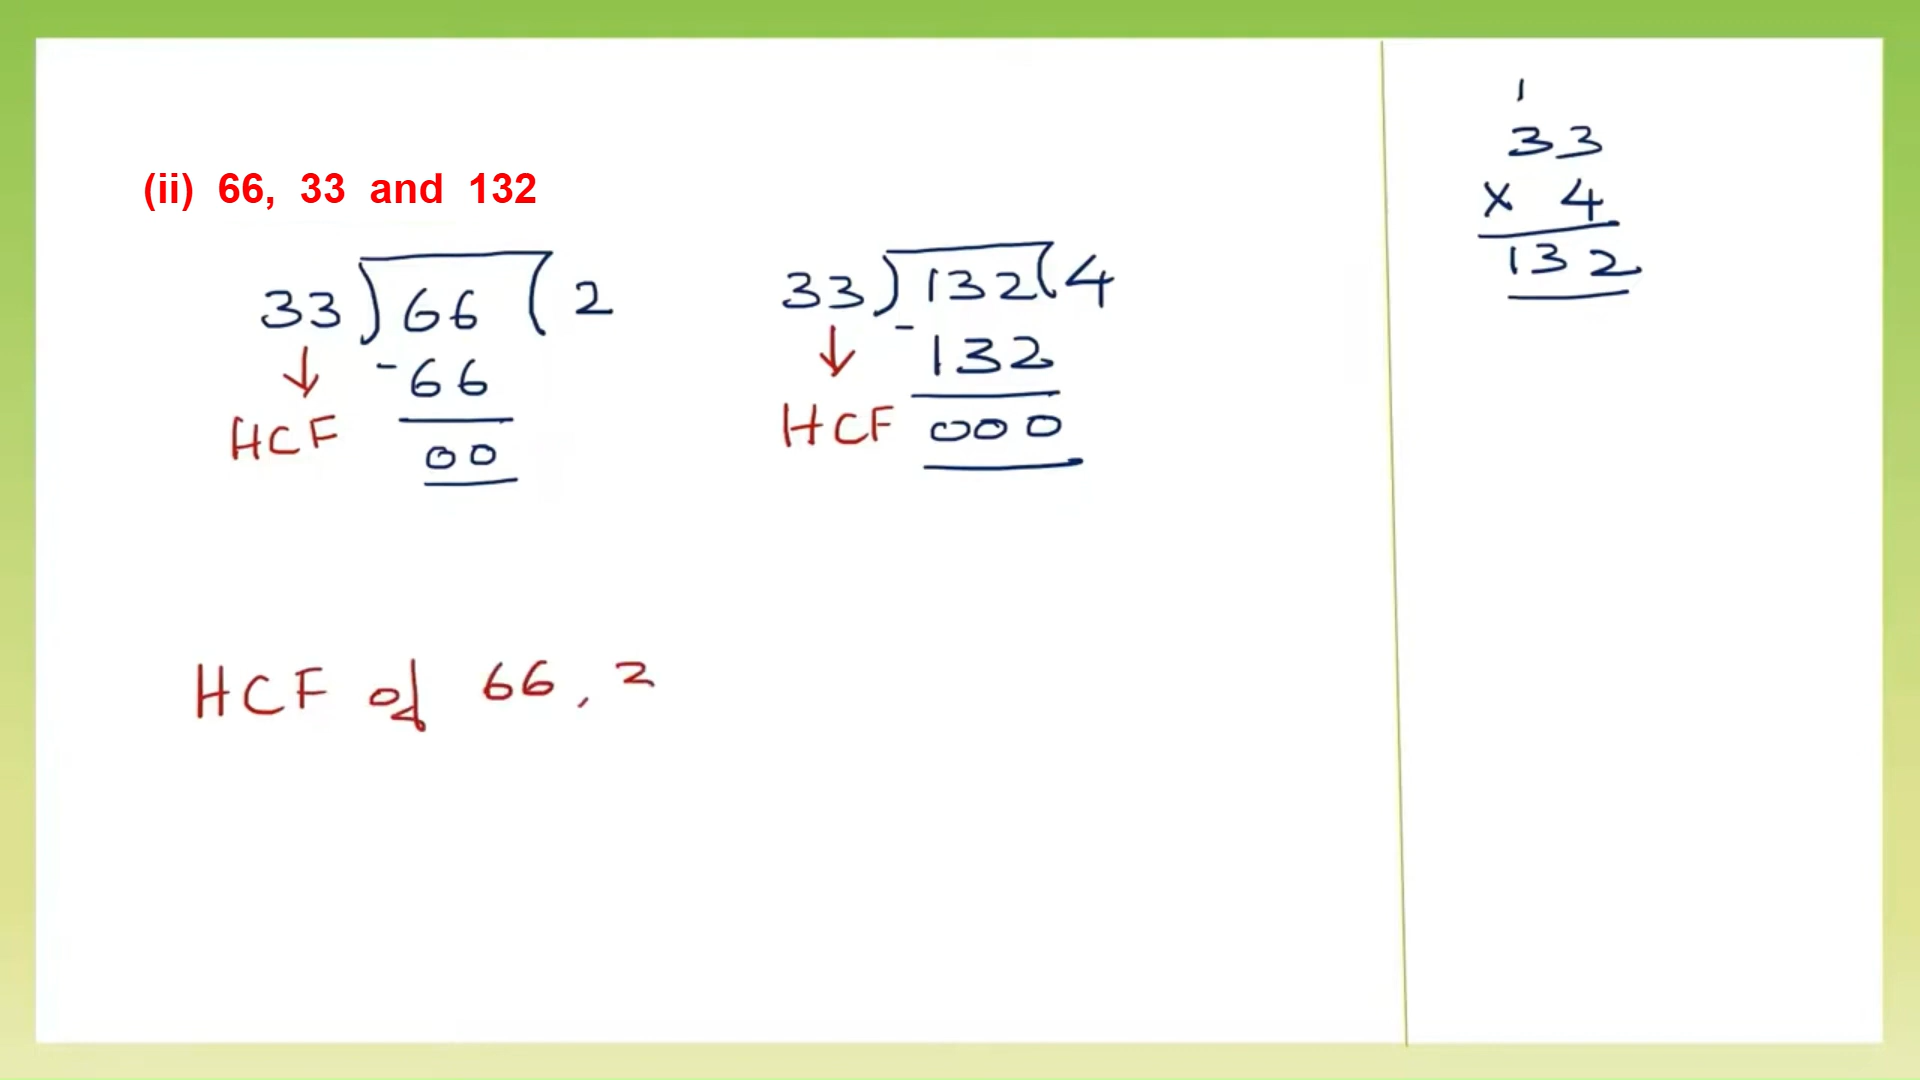 (ii) 66, 33 and 132
33) 66 (2
-66
00
HCF
33) 132 (4
-132
000
HCF
HCF of 66, 2
1
33
x 4
132